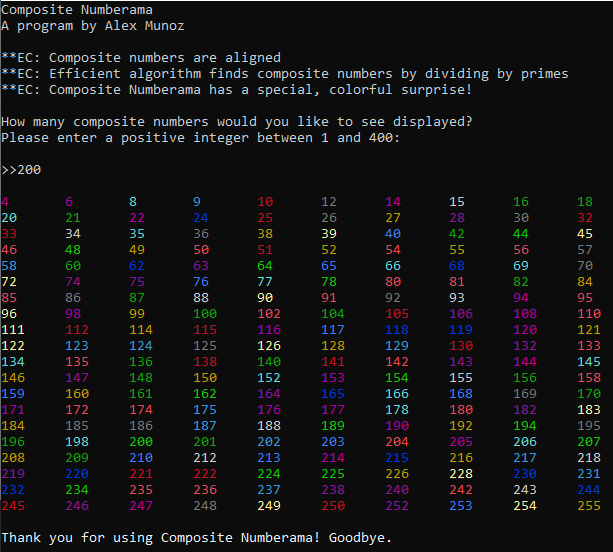 Composite Numberama
A program by Alex Munoz
**EC: Composite numbers are aligned
**EC: Efficient algorithm finds composite numbers by dividing by primes
**EC: Composite Numberama has a special, colorful surprise!
How many composite numbers would you like to see displayed?
Please enter a positive integer between 1 and 400:
>>200
4 6 8 9 10 12 14 15 16 18
20 21 22 24 25 26 27 28 30 32
33 34 35 36 38 39 40 42 44 45
46 48 49 50 51 52 54 55 56 57
58 60 62 63 64 65 66 68 69 70
72 74 75 76 77 78 80 81 82 84
85 86 87 88 90 91 92 93 94 95
96 98 99 100 102 104 105 106 108 110
111 112 114 115 116 117 118 119 120 121
122 123 124 125 126 128 129 130 132 133
134 135 136 138 140 141 142 143 144 145
146 147 148 150 152 153 154 155 156 158
159 160 161 162 164 165 166 168 169 170
171 172 174 175 176 177 178 180 182 183
184 185 186 187 188 189 190 192 194 195
196 198 200 201 202 203 204 205 206 207
208 209 210 212 213 214 215 216 217 218
219 220 221 222 224 225 226 228 230 231
232 234 235 236 237 238 240 242 243 244
245 246 247 248 249 250 252 253 254 255
Thank you for using Composite Numberama! Goodbye.